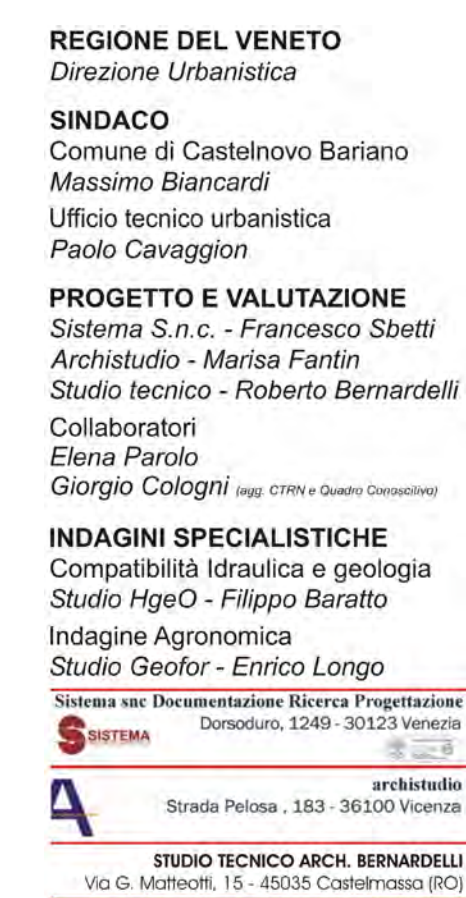 REGIONE DEL VENETO
Direzione Urbanistica
SINDACO
Comune di Castelnovo Bariano
Massimo Biancardi
Ufficio tecnico urbanistica
Paolo Cavaggion
PROGETTO E VALUTAZIONE
Sistema S.n.c. - Francesco Sbetti
Archistudio - Marisa Fantin
Studio tecnico - Roberto Bernardelli
Collaboratori
Elena Parolo
Giorgio Cologni (agg. CTRN e Quadro Conoscitivo)
INDAGINI SPECIALISTICHE
Compatibilità Idraulica e geologia
Studio HgeO - Filippo Baratto
Indagine Agronomica
Studio Geofor - Enrico Longo
Sistema snc Documentazione Ricerca Progettazione
SISTEMA
Dorsoduro, 1249 - 30123 Venezia
archistudio
Strada Pelosa , 183 - 36100 Vicenza
STUDIO TECNICO ARCH. BERNARDELLI
Via G. Matteotti, 15 - 45035 Castelmassa (RO)